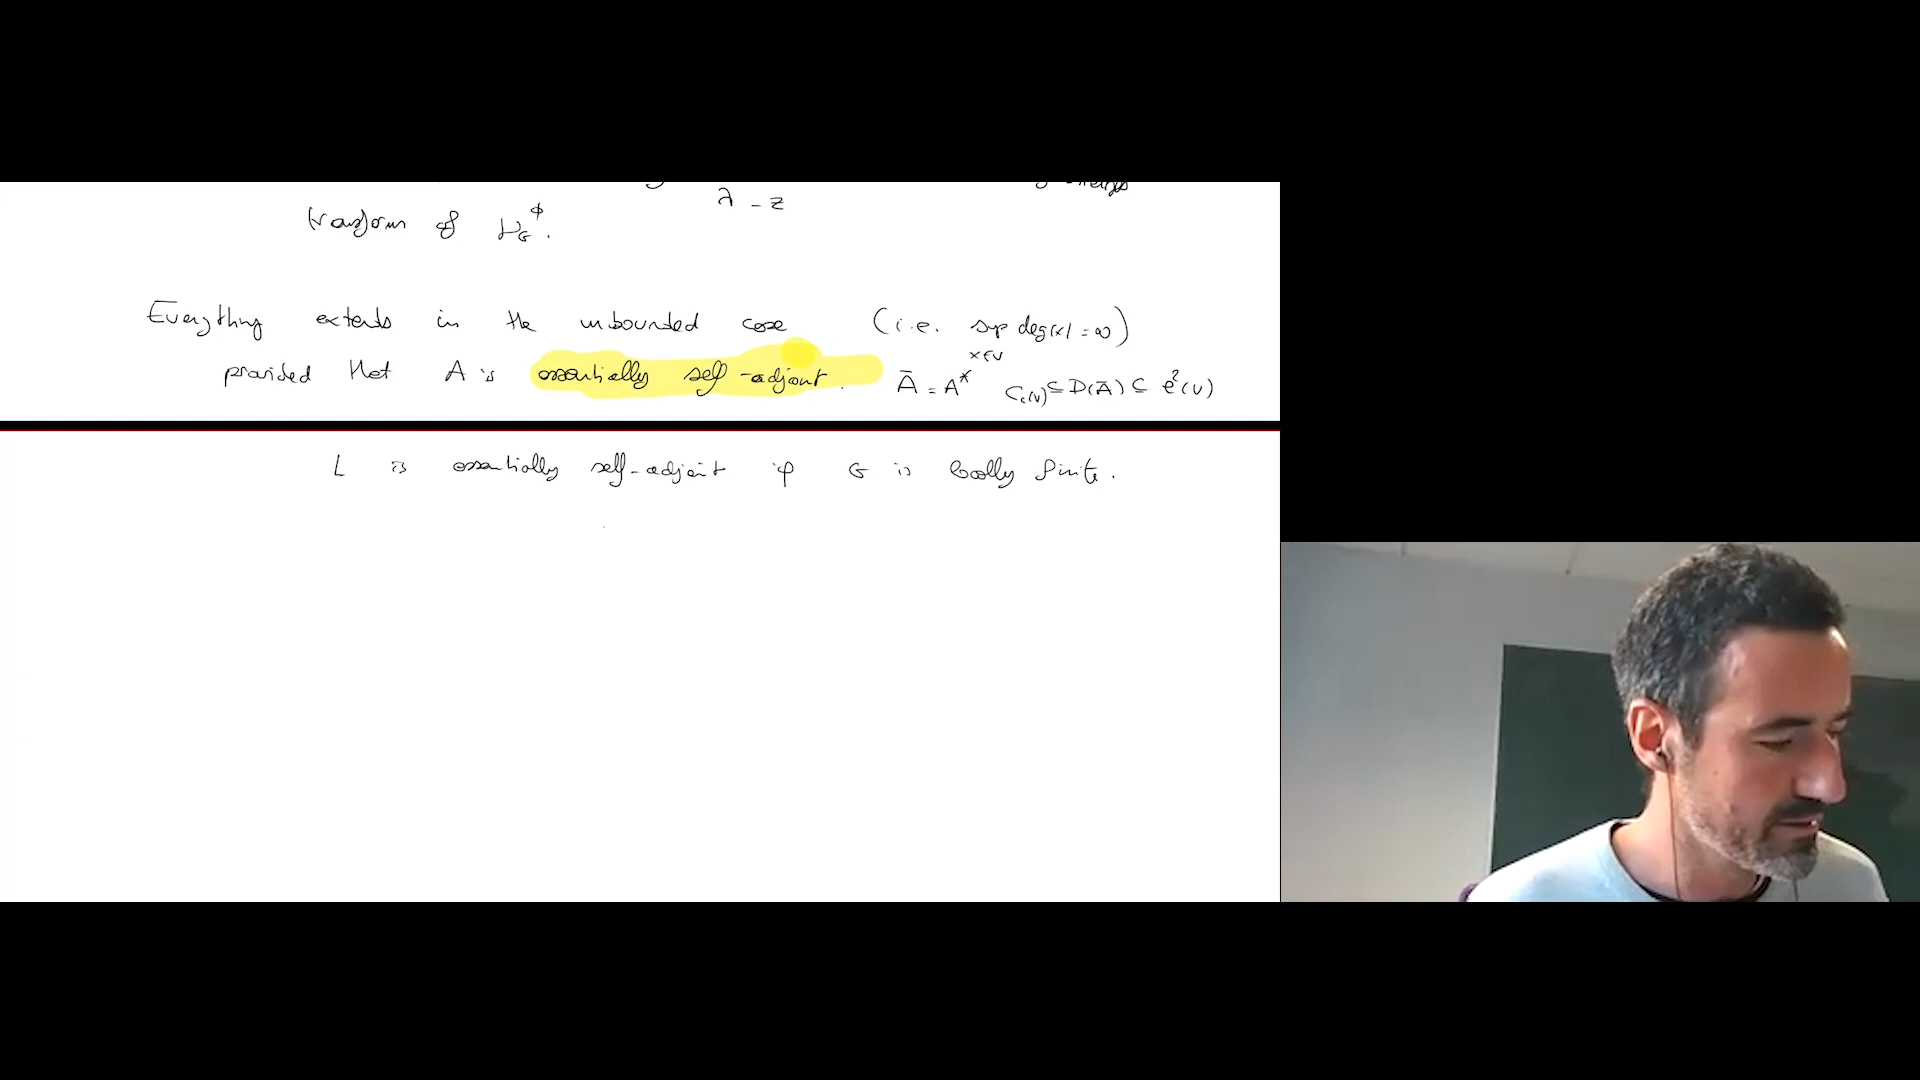 λ - z
transform of μ_G^φ.
Everything extends in the unbounded case (i.e. sup deg(x) = ∞)
x∈V
provided that A is essentially self-adjoint. Ā = A* C_c(V) ⊆ D(Ā) ⊆ ℓ²(V)
L is essentially self-adjoint if G is locally finite.